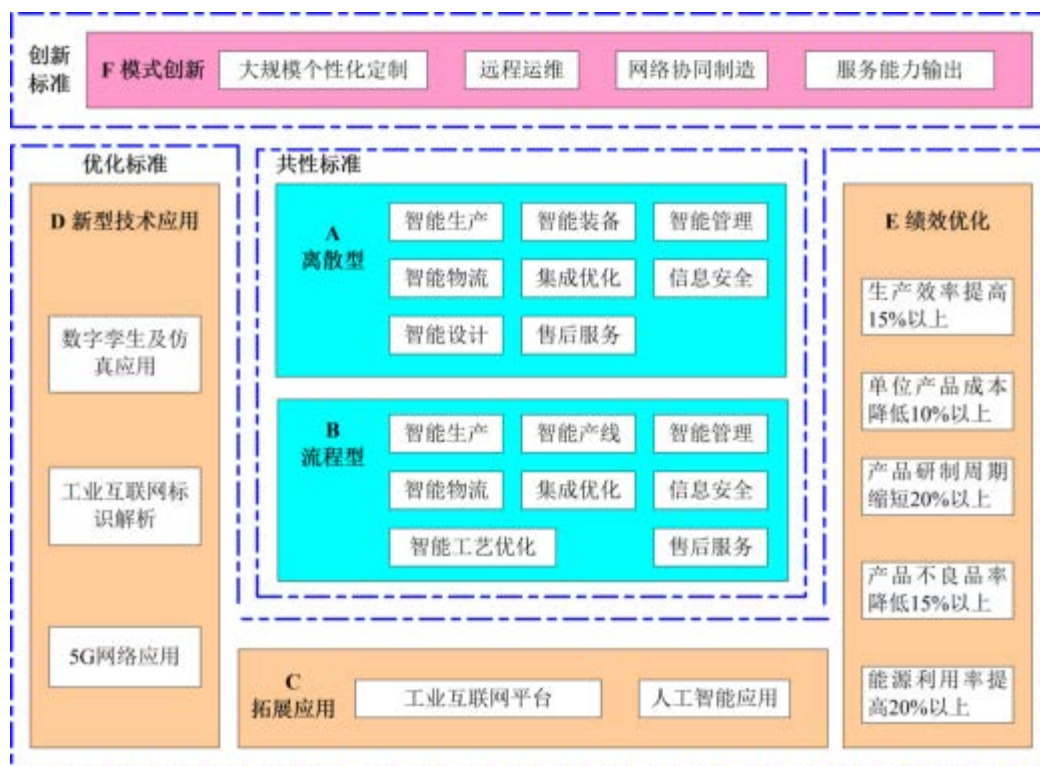 创新
标准
F 模式创新
大规模个性化定制
远程运维
网络协同制造
服务能力输出
优化标准
D 新型技术应用
数字孪生及仿
真应用
工业互联网标
识解析
5G网络应用
共性标准
A
离散型
智能生产
智能装备
智能管理
智能物流
集成优化
信息安全
智能设计
售后服务
B
流程型
智能生产
智能产线
智能管理
智能物流
集成优化
信息安全
智能工艺优化
售后服务
C
拓展应用
工业互联网平台
人工智能应用
E 绩效优化
生产效率提高
15%以上
单位产品成本
降低10%以上
产品研制周期
缩短20%以上
产品不良品率
降低15%以上
能源利用率提
高20%以上